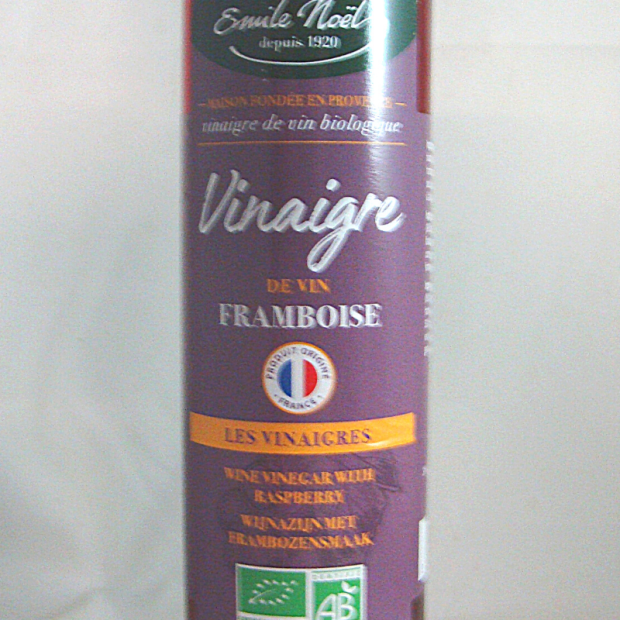 Emile Noël
depuis 1920
MAISON FONDÉE EN PROVENCE
vinaigre de vin biologique
Vinaigre
DE VIN
FRAMBOISE
PRODUIT ORIGINE
FRANCE
LES VINAIGRES
WINE VINEGAR WITH
RASPBERRY
WIJNAZIJN MET
FRAMBOZENSMAAK
CERTIFIÉ
AB